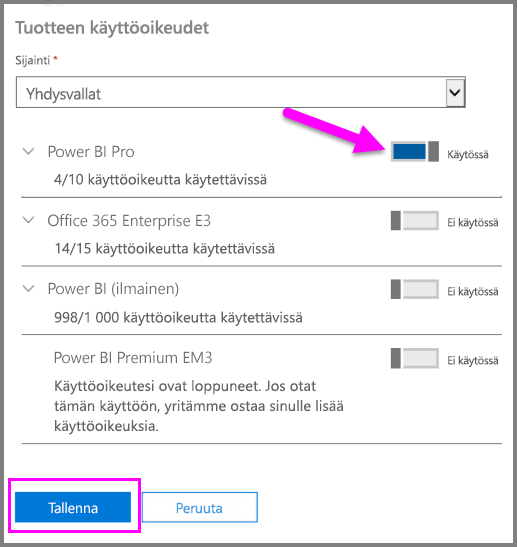 Tuotteen käyttöoikeudet
Sijainti *
Yhdysvallat
Power BI Pro
Käytössä
4/10 käyttöoikeutta käytettävissä
Office 365 Enterprise E3
Ei käytössä
14/15 käyttöoikeutta käytettävissä
Power BI (ilmainen)
Ei käytössä
998/1 000 käyttöoikeutta käytettävissä
Power BI Premium EM3
Ei käytössä
Käyttöoikeutesi ovat loppuneet. Jos otat
tämän käyttöön, yritämme ostaa sinulle lisää
käyttöoikeuksia.
Tallenna
Peruuta